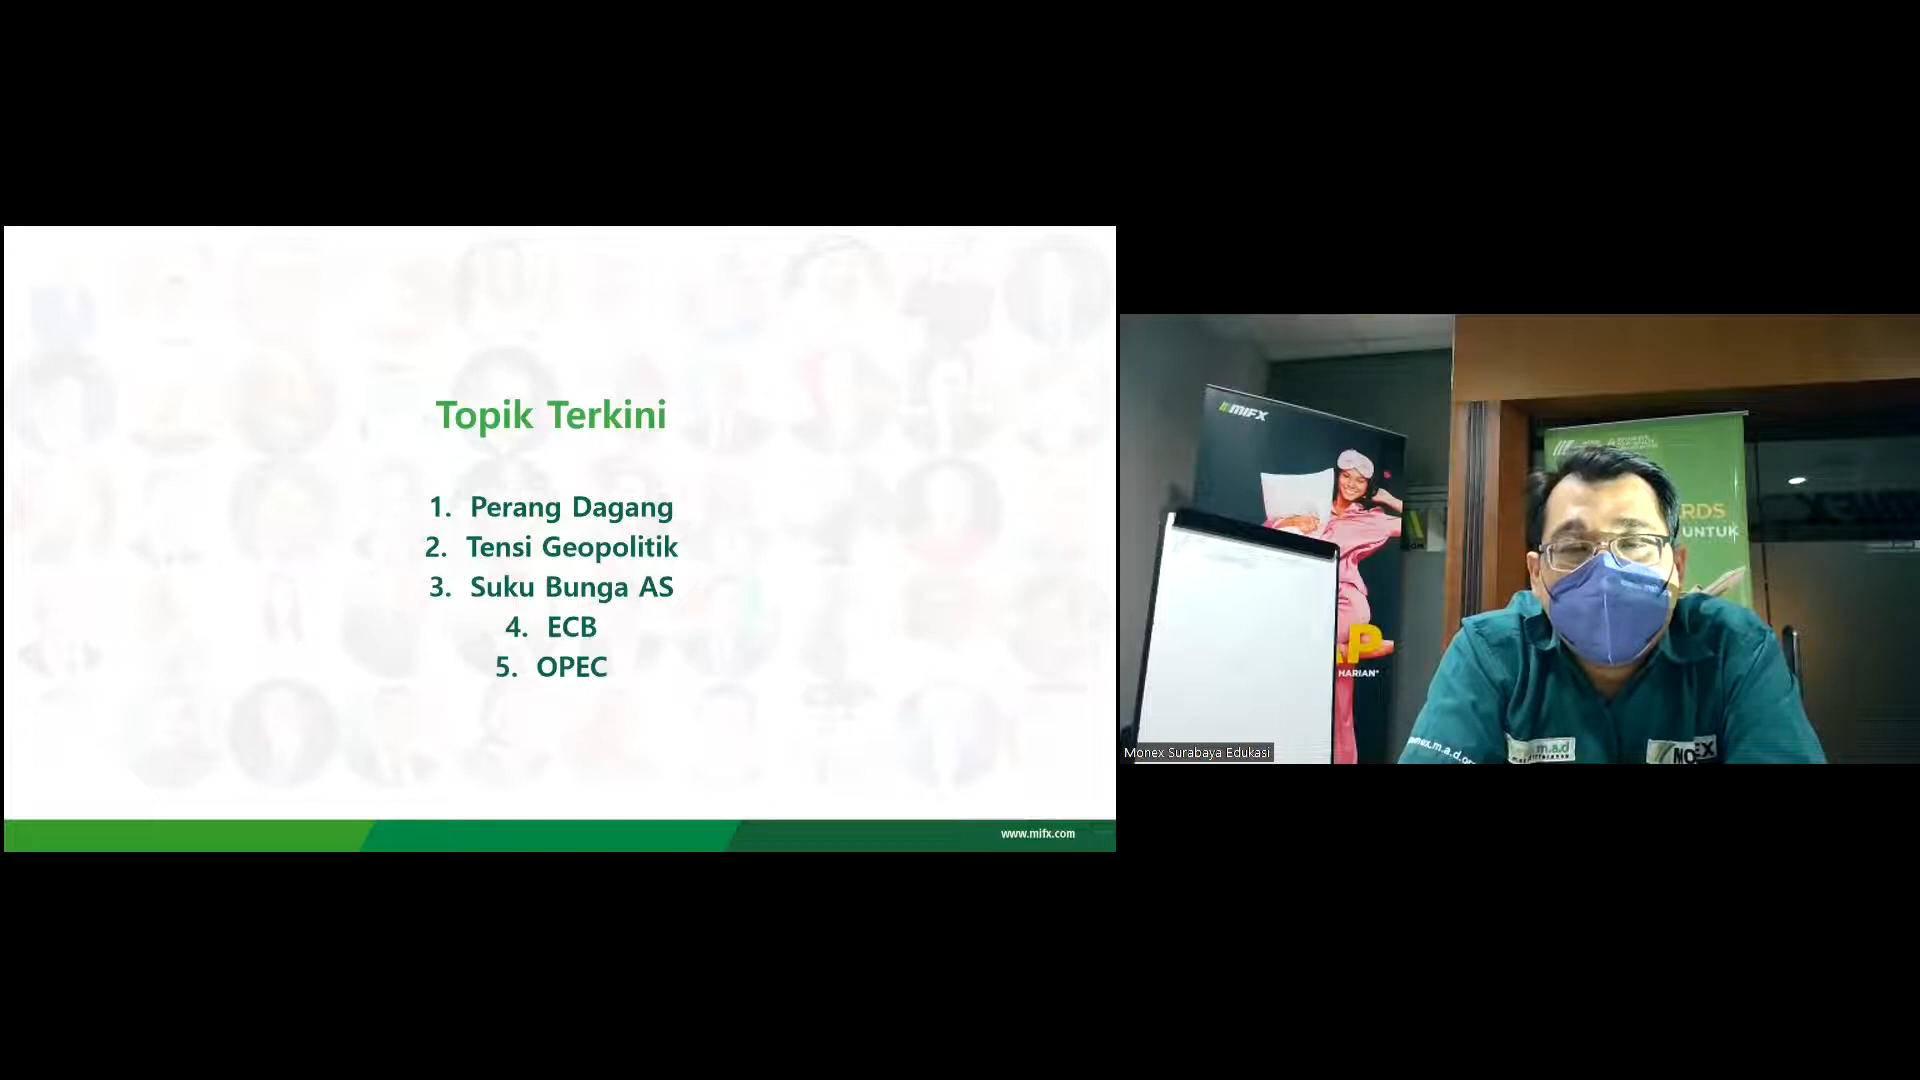 Topik Terkini
1. Perang Dagang
2. Tensi Geopolitik
3. Suku Bunga AS
4. ECB
5. OPEC
www.mifx.com
MIFX
HARIAN*
RDS
UNTUK
Monex Surabaya Edukasi
m.a.d